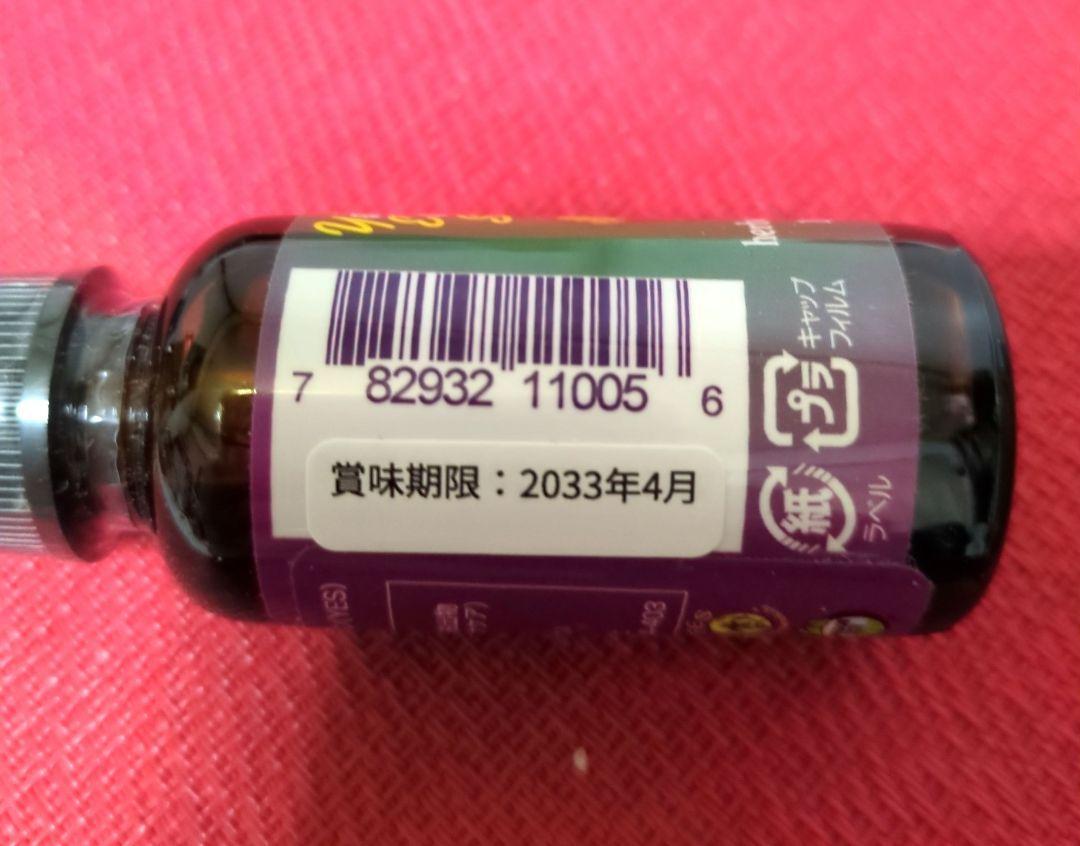 7 82932 11005 6
賞味期限：2033年4月
プラ
キャップ
フィルム
紙
ラベル